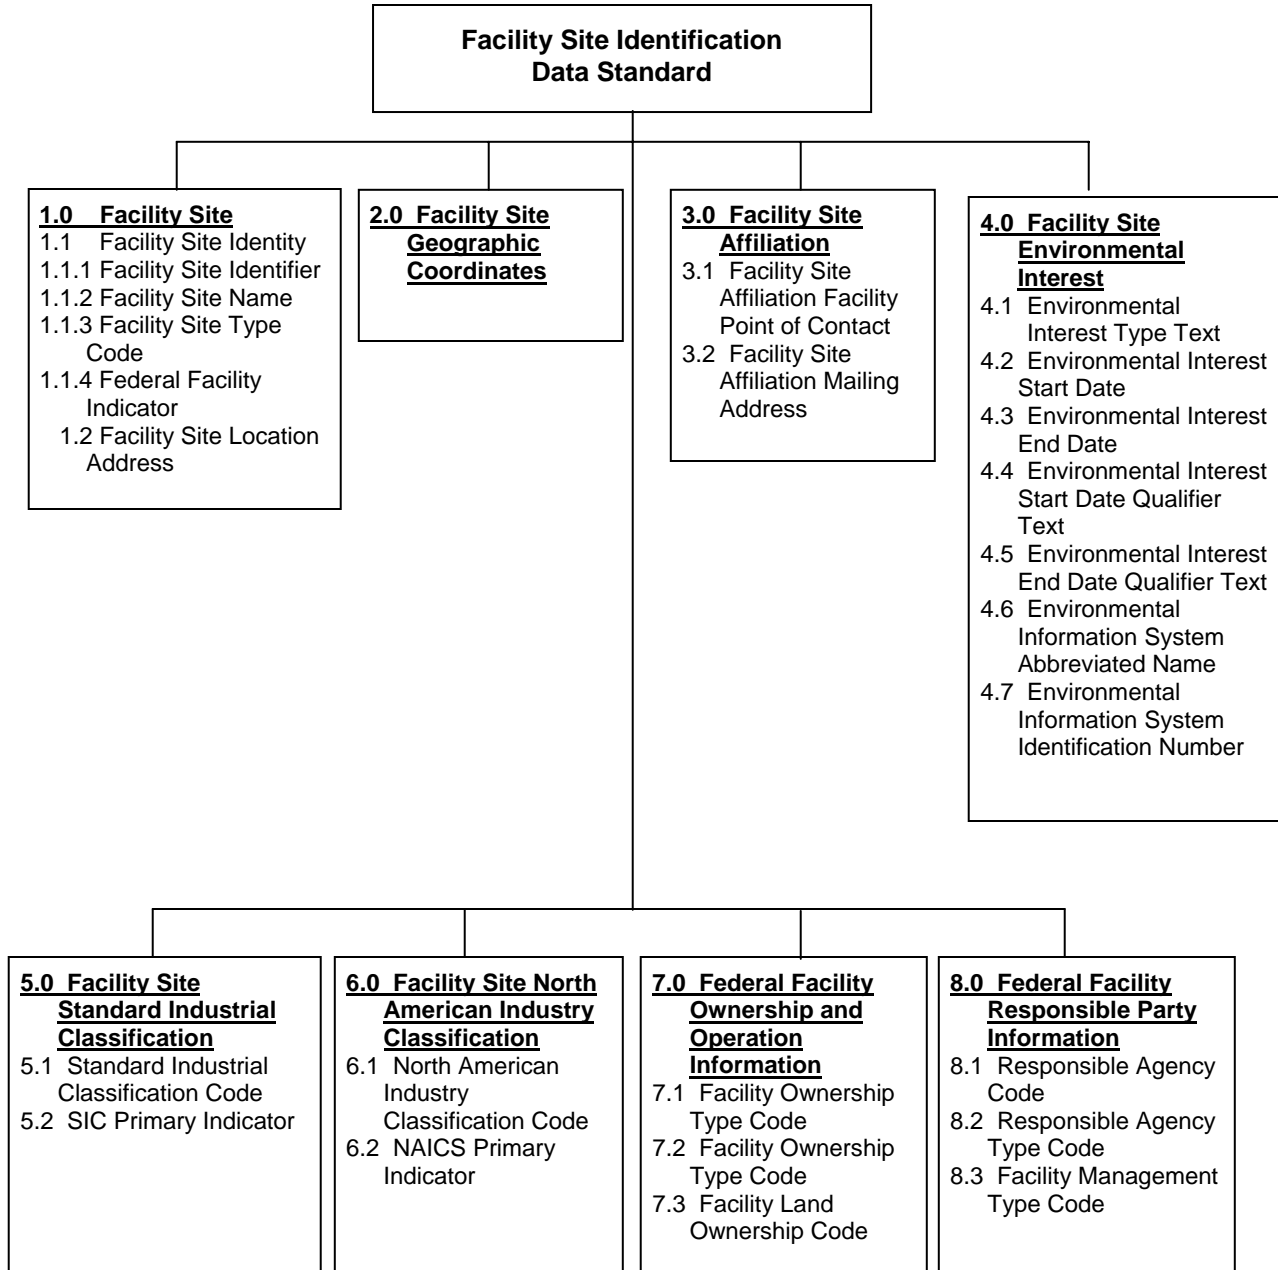 Facility Site Identification
Data Standard
1.0 Facility Site
1.1 Facility Site Identity
1.1.1 Facility Site Identifier
1.1.2 Facility Site Name
1.1.3 Facility Site Type
Code
1.1.4 Federal Facility
Indicator
1.2 Facility Site Location
Address
2.0 Facility Site
Geographic
Coordinates
3.0 Facility Site
Affiliation
3.1 Facility Site
Affiliation Facility
Point of Contact
3.2 Facility Site
Affiliation Mailing
Address
4.0 Facility Site
Environmental
Interest
4.1 Environmental
Interest Type Text
4.2 Environmental Interest
Start Date
4.3 Environmental Interest
End Date
4.4 Environmental Interest
Start Date Qualifier
Text
4.5 Environmental Interest
End Date Qualifier Text
4.6 Environmental
Information System
Abbreviated Name
4.7 Environmental
Information System
Identification Number
5.0 Facility Site
Standard Industrial
Classification
5.1 Standard Industrial
Classification Code
5.2 SIC Primary Indicator
6.0 Facility Site North
American Industry
Classification
6.1 North American
Industry
Classification Code
6.2 NAICS Primary
Indicator
7.0 Federal Facility
Ownership and
Operation
Information
7.1 Facility Ownership
Type Code
7.2 Facility Ownership
Type Code
7.3 Facility Land
Ownership Code
8.0 Federal Facility
Responsible Party
Information
8.1 Responsible Agency
Code
8.2 Responsible Agency
Type Code
8.3 Facility Management
Type Code